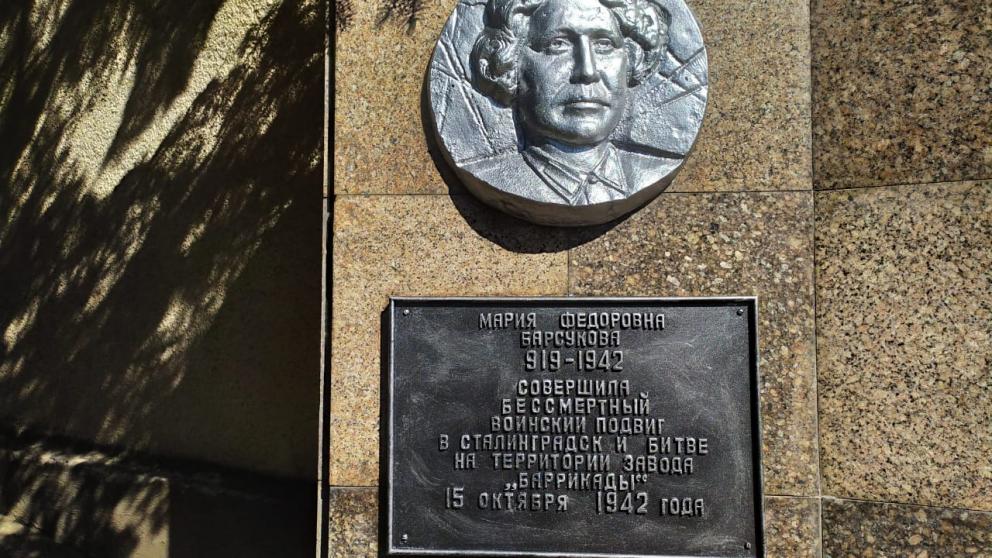 МАРИЯ ФЕДОРОВНА
БАРСУКОВА
919-1942
СОВЕРШИЛА
БЕССМЕРТНЫЙ
ВОИНСКИЙ ПОДВИГ
В СТАЛИНГРАДСК И БИТВЕ
НА ТЕРРИТОРИИ ЗАВОДА
„БАРРИКАДЫ“
15 ОКТЯБРЯ 1942 ГОДА